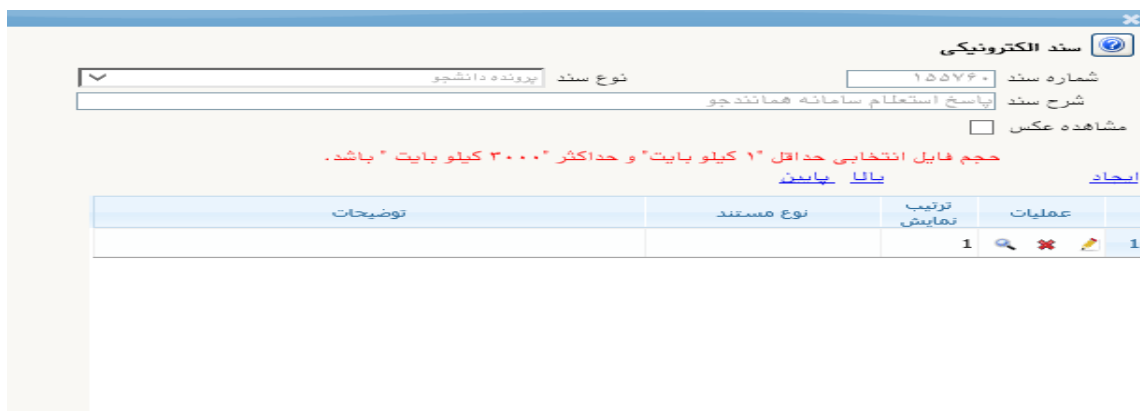 سند الکترونیکی
شماره سند ۱۵۵۷۶۰ نوع سند پرونده دانشجو
شرح سند پاسخ استعلام سامانه همانندجو
مشاهده عکس
حجم فایل انتخابی حداقل "۱ کیلو بایت" و حداکثر "۳۰۰۰ کیلو بایت " باشد.
ایجاد بالا پایین
عملیات ترتیب نمایش نوع مستند توضیحات
1 1